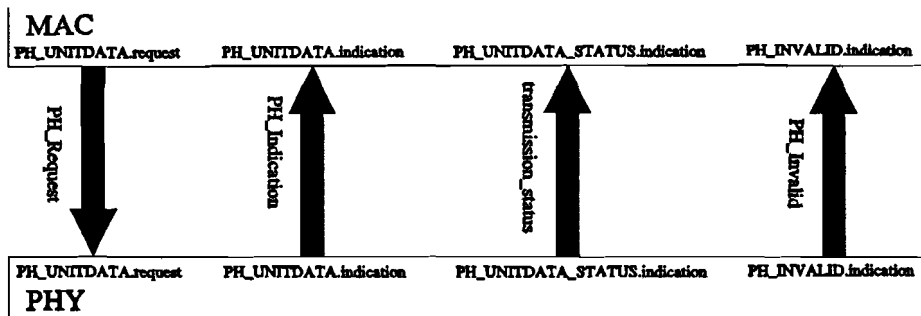 MAC
PH_UNITDATA.request PH_UNITDATA.indication PH_UNITDATA_STATUS.indication PH_INVALID.indication
PH_Request
PH_Indication
transmission_status
PH_Invalid
PH_UNITDATA.request PH_UNITDATA.indication PH_UNITDATA_STATUS.indication PH_INVALID.indication
PHY